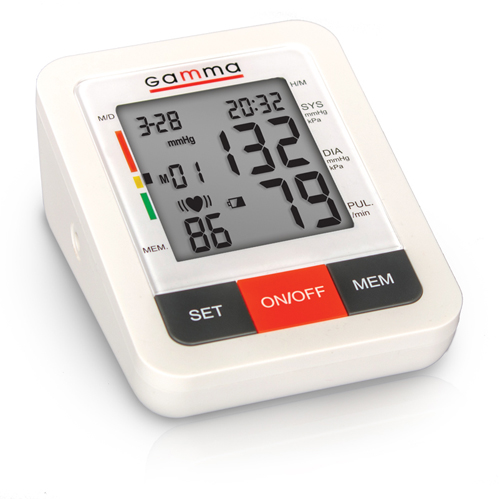 Gamma
M/D
H/M
3-28
20:32
mmHg
SYS
mmHg
kPa
132
M01
DIA
mmHg
kPa
79
86
PUL.
/min
MEM.
SET
ON/OFF
MEM